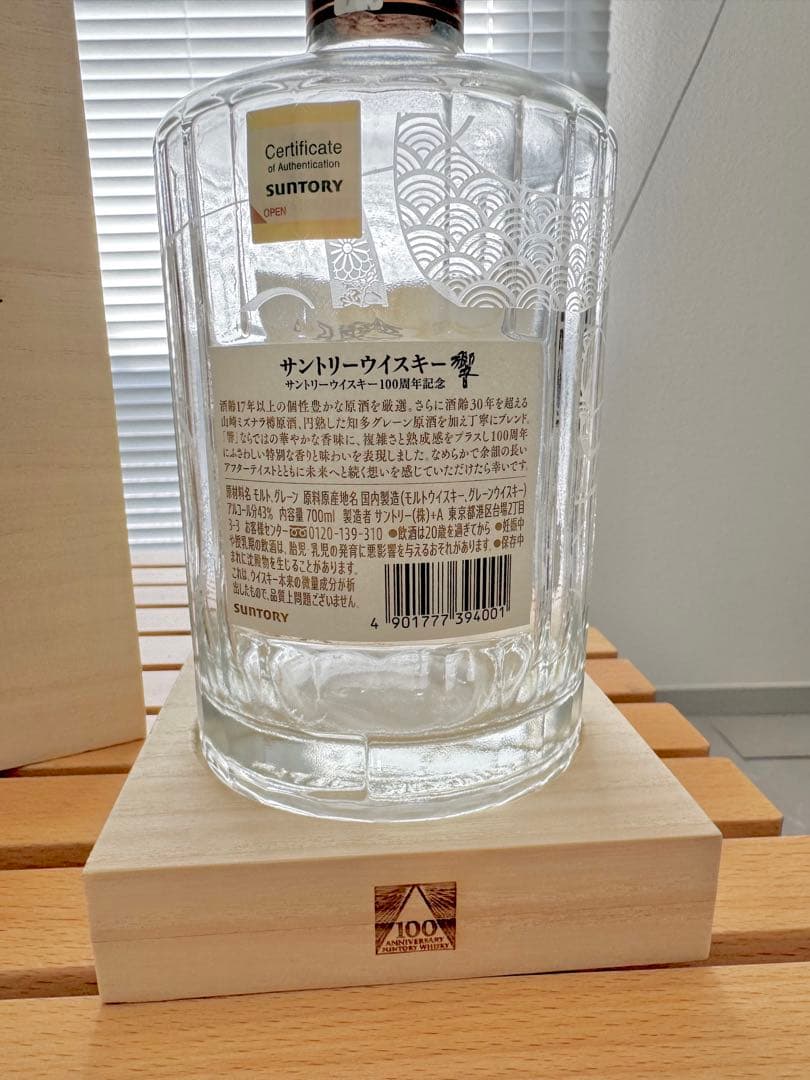 Certificate
of Authentication
SUNTORY
OPEN
サントリーウイスキー 響
サントリーウイスキー100周年記念
酒齢17年以上の個性豊かな原酒を厳選。さらに酒齢30年を超える
山崎ミズナラ樽原酒、円熟した知多グレーン原酒を加え丁寧にブレンド。
「響」ならではの華やかな香味に、複雑さと熟成感をプラスし100周年
にふさわしい特別な香りと味わいを表現しました。なめらかで余韻の長い
アフターテイストとともに未来へと続く想いを感じていただけたら幸いです。
原材料名 モルト、グレーン 原料原産地名 国内製造(モルトウイスキー、グレーンウイスキー)
アルコール分43% 内容量700ml 製造者 サントリー(株)+A 東京都港区台場2丁目
3-3 お客様センター 0120-139-310 ●飲酒は20歳を過ぎてから ●妊娠中
や授乳期の飲酒は、胎児・乳児の発育に悪影響を与えるおそれがあります。●保存中
まれに沈殿物を生じることがあります。
これは、ウイスキー本来の微量成分が析
出したもので、品質上問題ございません。
SUNTORY
4 901777 394001
100
ANNIVERSARY
SUNTORY WHISKY